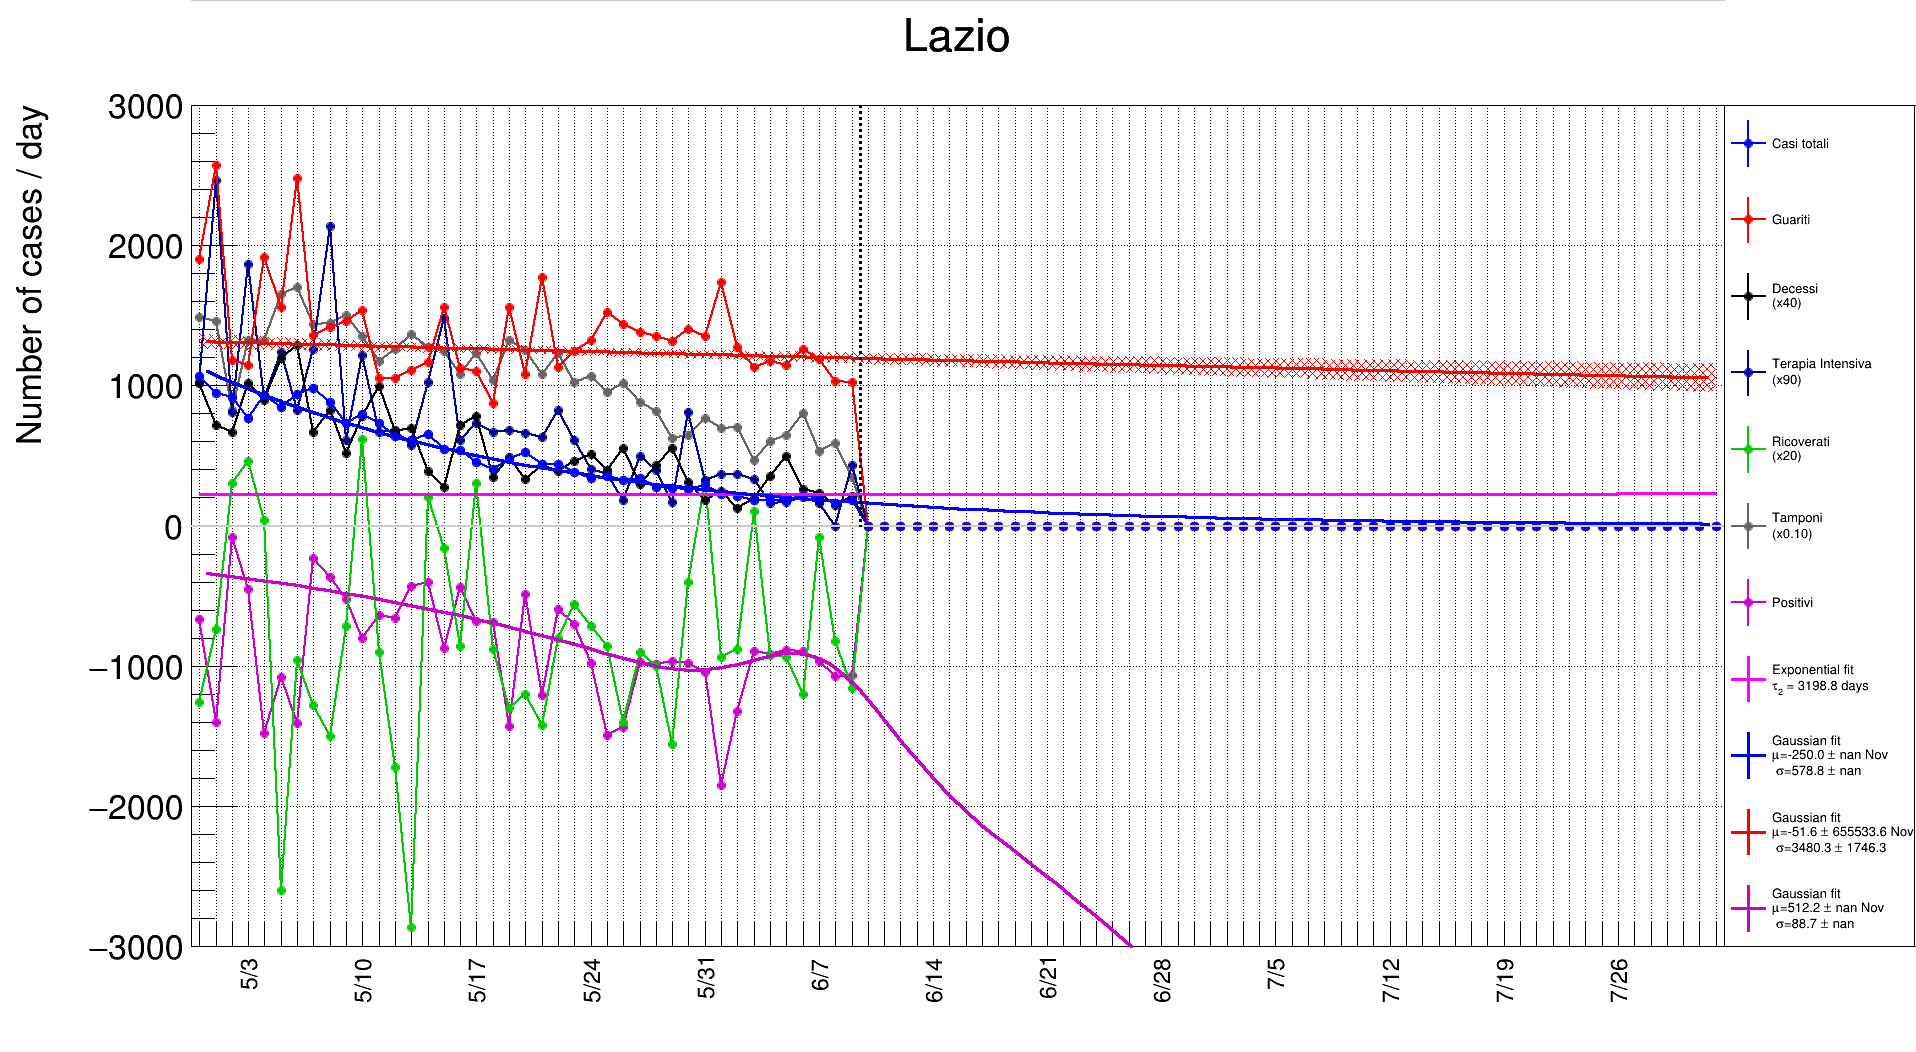 Lazio
Number of cases / day
3000
2000
1000
0
−1000
−2000
−3000
5/3
5/10
5/17
5/24
5/31
6/7
6/14
6/21
6/28
7/5
7/12
7/19
7/26
Casi totali
Guariti
Decessi
(x40)
Terapia Intensiva
(x90)
Ricoverati
(x20)
Tamponi
(x0.10)
Positivi
Exponential fit
τ2 = 3198.8 days
Gaussian fit
μ=-250.0 ± nan Nov
σ=578.8 ± nan
Gaussian fit
μ=-51.6 ± 655533.6 Nov
σ=3480.3 ± 1746.3
Gaussian fit
μ=512.2 ± nan Nov
σ=88.7 ± nan